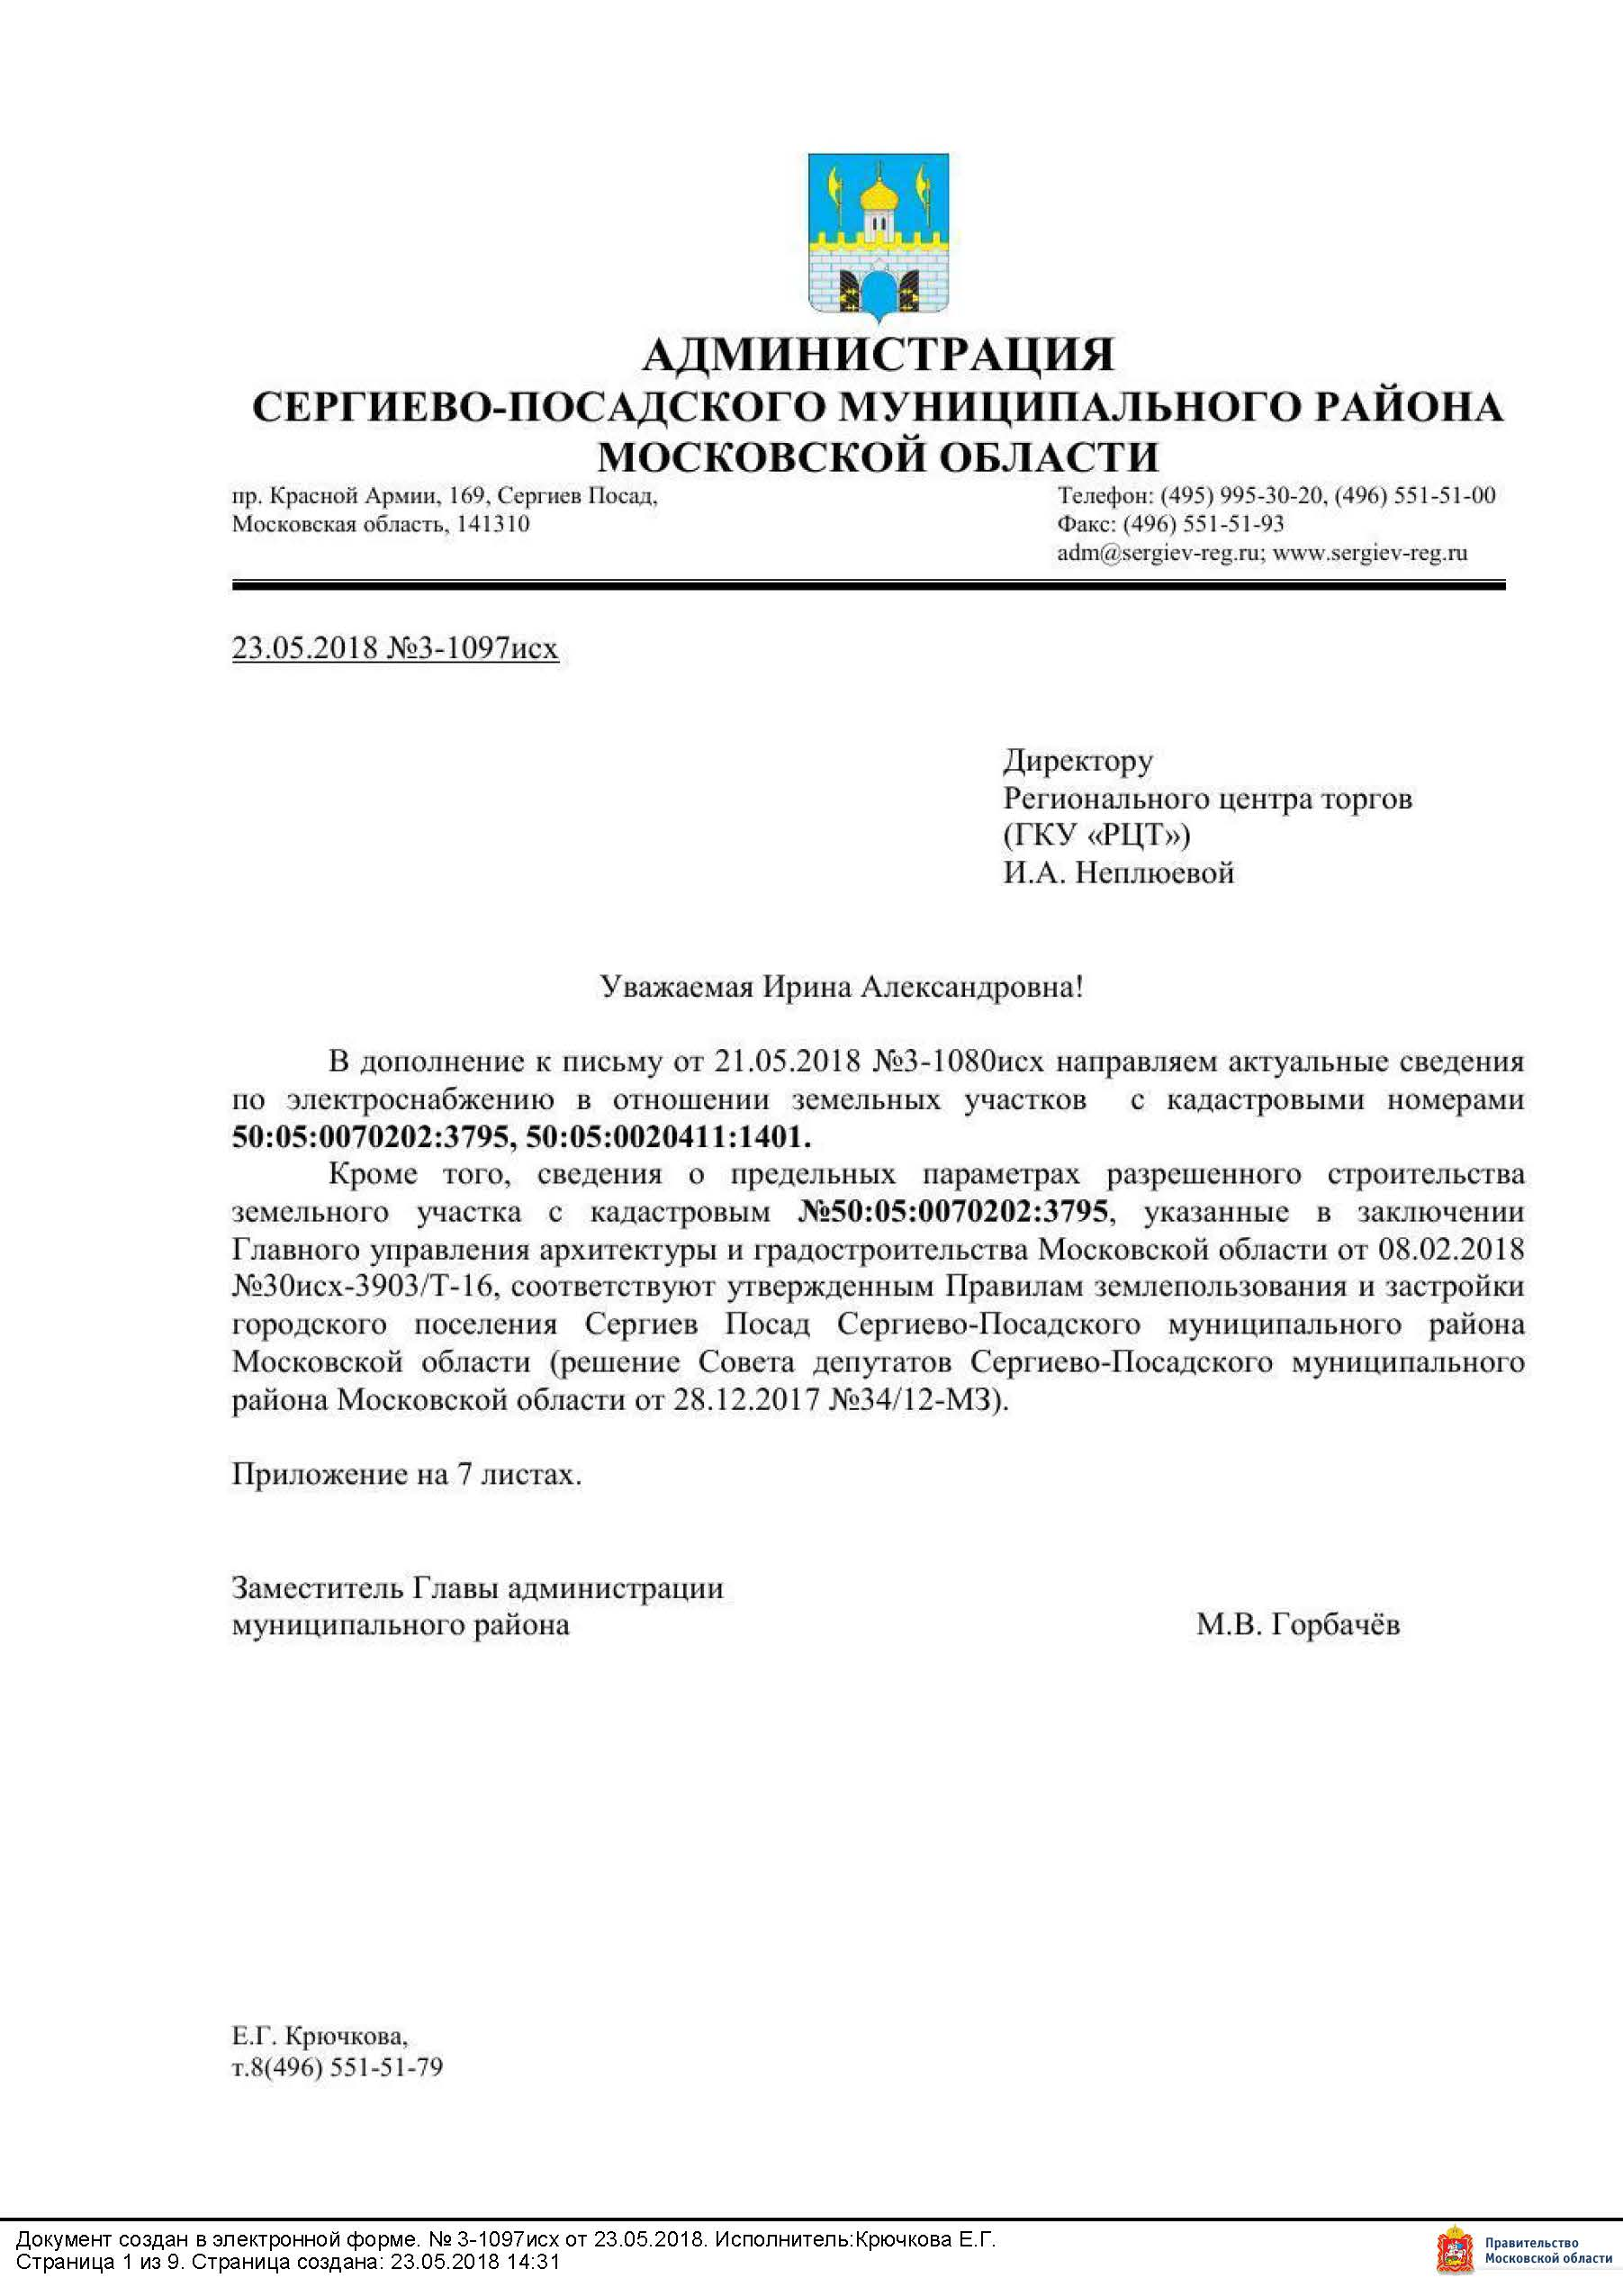 АДМИНИСТРАЦИЯ
СЕРГИЕВО-ПОСАДСКОГО МУНИЦИПАЛЬНОГО РАЙОНА
МОСКОВСКОЙ ОБЛАСТИ
пр. Красной Армии, 169, Сергиев Посад,
Московская область, 141310
Телефон: (495) 995-30-20, (496) 551-51-00
Факс: (496) 551-51-93
adm@sergiev-reg.ru; www.sergiev-reg.ru
23.05.2018 №3-1097исх
Директору
Регионального центра торгов
(ГКУ «РЦТ»)
И.А. Неплюевой
Уважаемая Ирина Александровна!
В дополнение к письму от 21.05.2018 №3-1080исх направляем актуальные сведения
по электроснабжению в отношении земельных участков с кадастровыми номерами
50:05:0070202:3795, 50:05:0020411:1401.
Кроме того, сведения о предельных параметрах разрешенного строительства
земельного участка с кадастровым №50:05:0070202:3795, указанные в заключении
Главного управления архитектуры и градостроительства Московской области от 08.02.2018
№30исх-3903/Т-16, соответствуют утвержденным Правилам землепользования и застройки
городского поселения Сергиев Посад Сергиево-Посадского муниципального района
Московской области (решение Совета депутатов Сергиево-Посадского муниципального
района Московской области от 28.12.2017 №34/12-МЗ).
Приложение на 7 листах.
Заместитель Главы администрации
муниципального района
М.В. Горбачёв
Е.Г. Крючкова,
т.8(496) 551-51-79
Документ создан в электронной форме. № 3-1097исх от 23.05.2018. Исполнитель:Крючкова Е.Г.
Страница 1 из 9. Страница создана: 23.05.2018 14:31
Правительство
Московской области